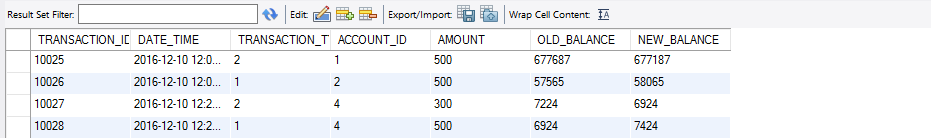 Result Set Filter: Edit: Export/Import: Wrap Cell Content: IA
TRANSACTION_ID DATE_TIME TRANSACTION_T ACCOUNT_ID AMOUNT OLD_BALANCE NEW_BALANCE
10025 2016-12-10 12:0... 2 1 500 677687 677187
10026 2016-12-10 12:0... 1 2 500 57565 58065
10027 2016-12-10 12:2... 2 4 300 7224 6924
10028 2016-12-10 12:2... 1 4 500 6924 7424